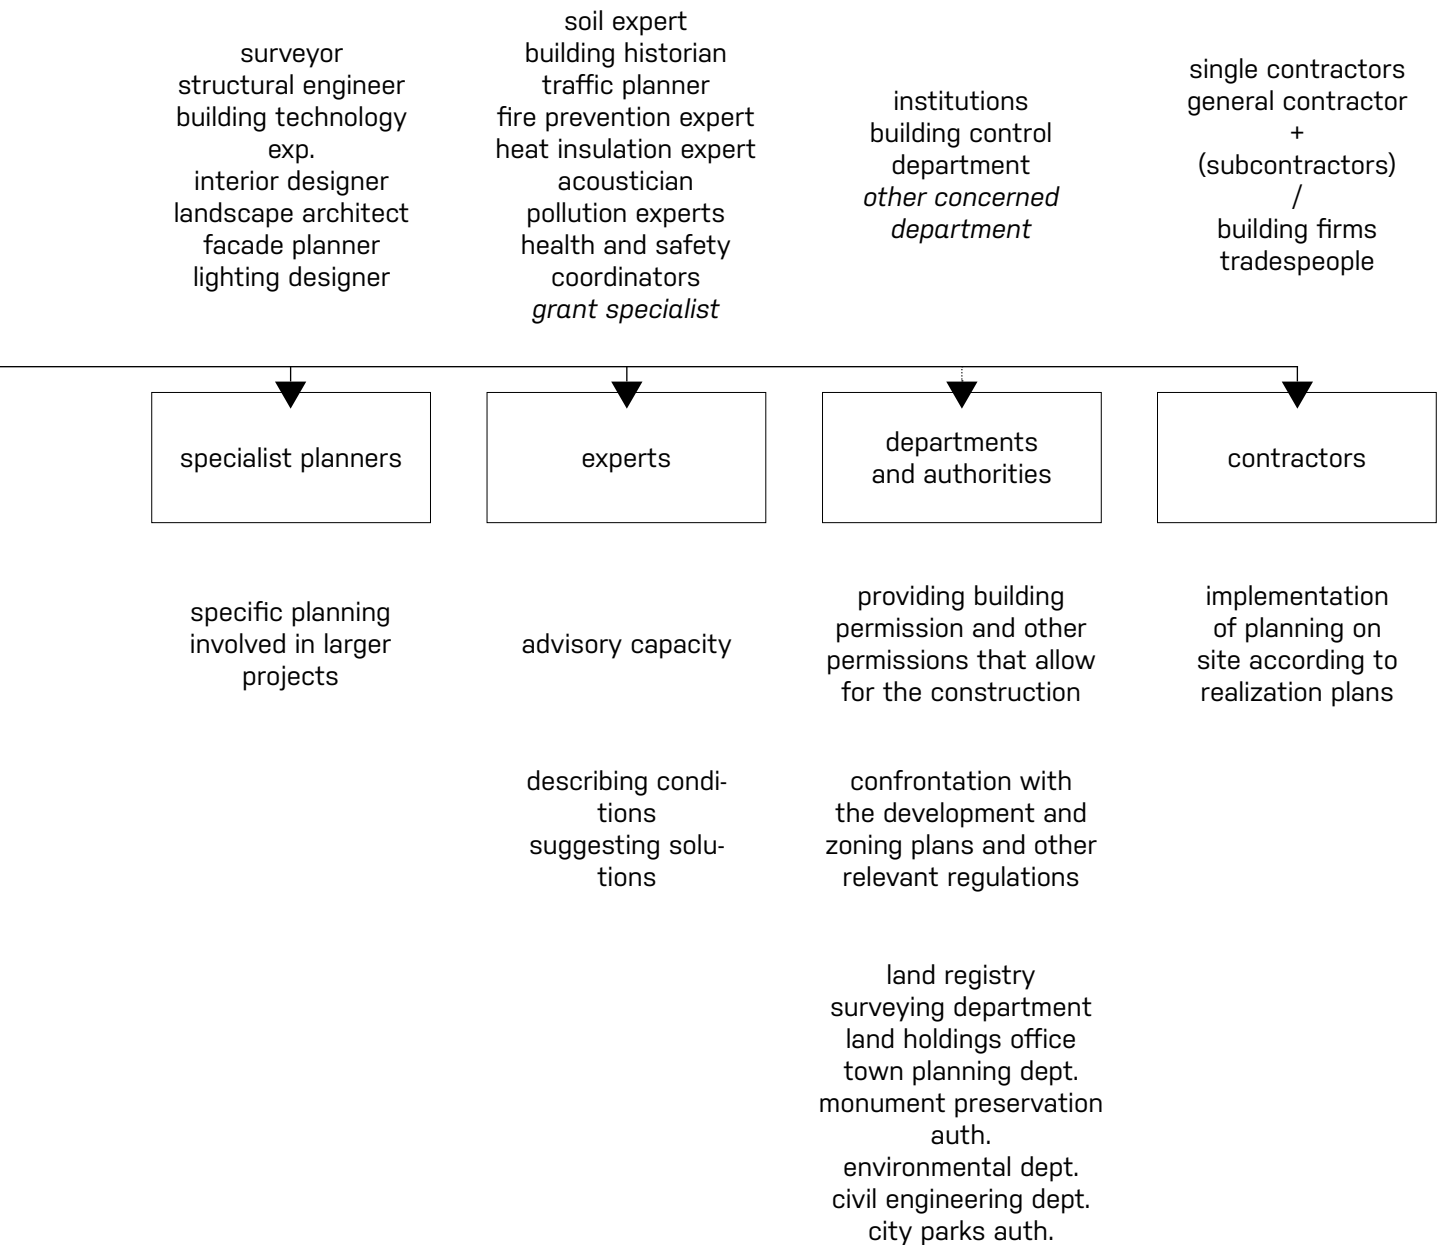 surveyor
structural engineer
building technology
exp.
interior designer
landscape architect
facade planner
lighting designer
soil expert
building historian
traffic planner
fire prevention expert
heat insulation expert
acoustician
pollution experts
health and safety
coordinators
grant specialist
institutions
building control
department
other concerned
department
single contractors
general contractor
+
(subcontractors)
/
building firms
tradespeople
specialist planners
experts
departments
and authorities
contractors
specific planning
involved in larger
projects
advisory capacity
providing building
permission and other
permissions that allow
for the construction
implementation
of planning on
site according to
realization plans
describing condi-
tions
suggesting solu-
tions
confrontation with
the development and
zoning plans and other
relevant regulations
land registry
surveying department
land holdings office
town planning dept.
monument preservation
auth.
environmental dept.
civil engineering dept.
city parks auth.